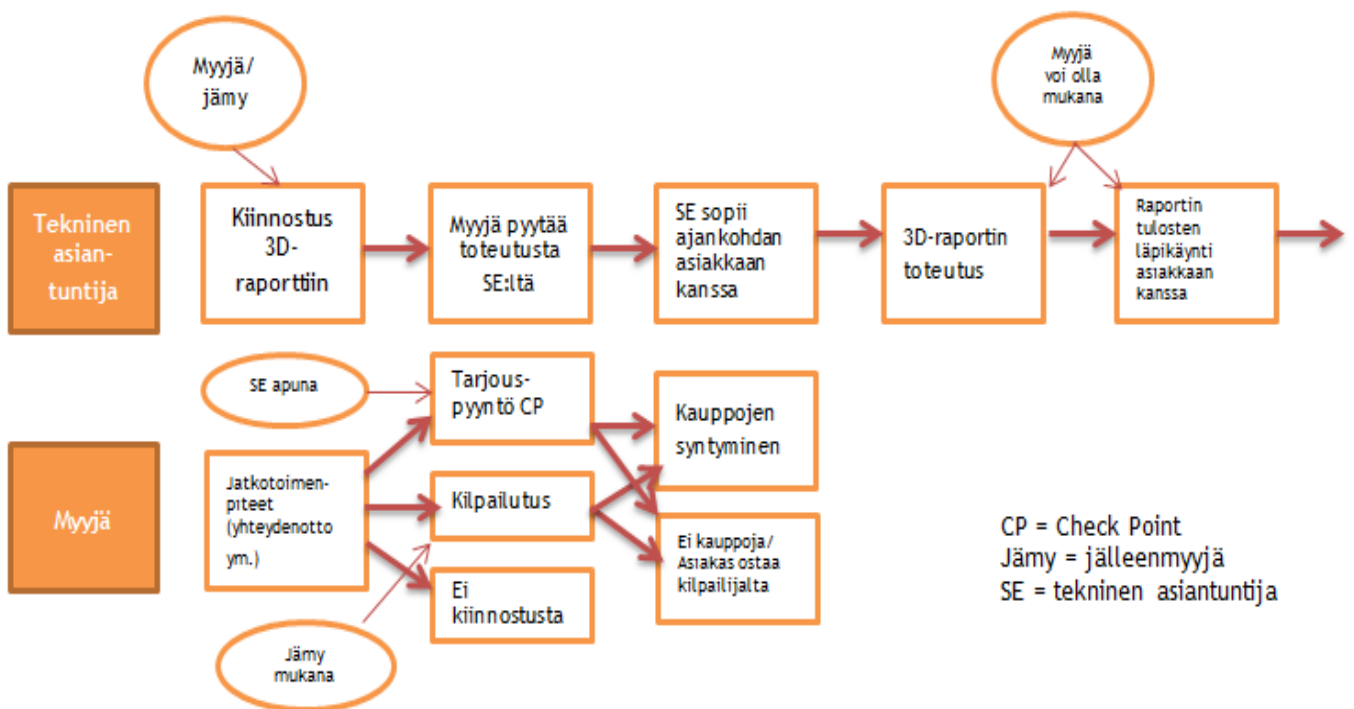 Myyjä/
jämy
Myyjä
voi olla
mukana
Tekninen
asian-
tuntija
Kiinnostus
3D-
raporttiin
Myyjä pyytää
toteutusta
SE:ltä
SE sopii
ajankohdan
asiakkaan
kanssa
3D-raportin
toteutus
Raportin
tulosten
läpikäynti
asiakkaan
kanssa
SE apuna
Tarjous-
pyyntö CP
Kauppojen
syntyminen
Myyjä
Jatkotoimen-
piteet
(yhteydenotto
ym.)
Kilpailutus
Ei kauppoja/
Asiakas ostaa
kilpailijalta
Ei
kiinnostusta
Jämy
mukana
CP = Check Point
Jämy = jälleenmyyjä
SE = tekninen asiantuntija